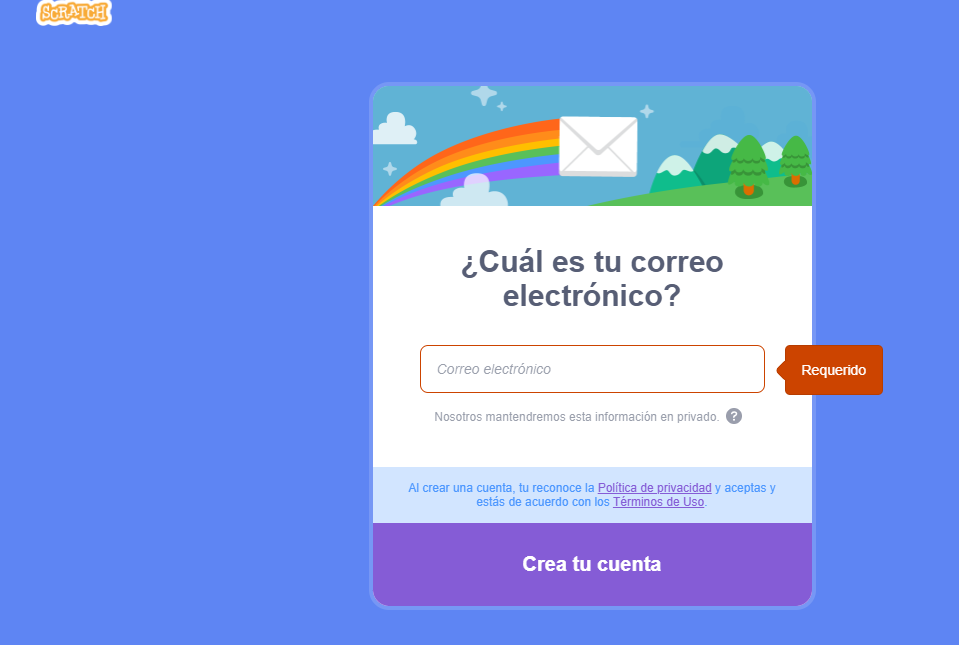 SCRATCH
¿Cuál es tu correo
electrónico?
Correo electrónico
Requerido
Nosotros mantendremos esta información en privado. ?
Al crear una cuenta, tu reconoce la Política de privacidad y aceptas y
estás de acuerdo con los Términos de Uso.
Crea tu cuenta